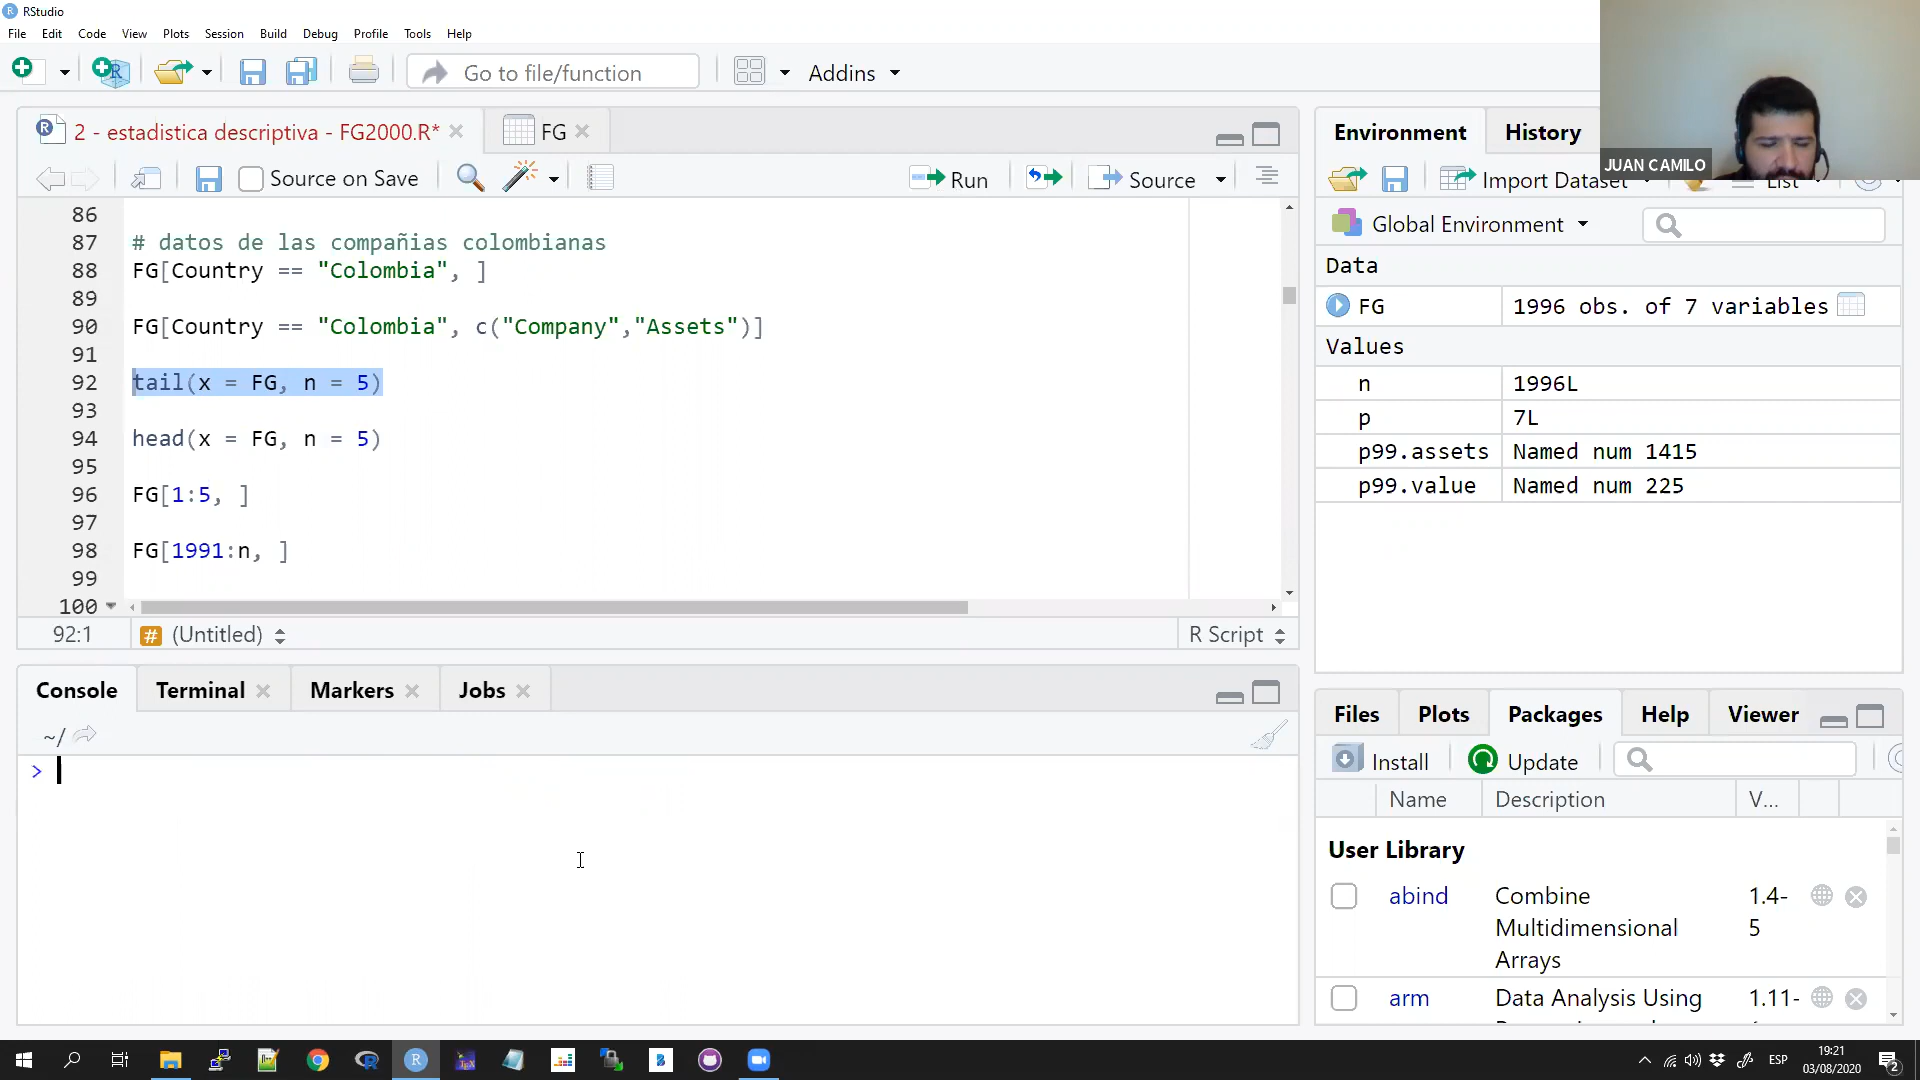 RStudio
File Edit Code View Plots Session Build Debug Profile Tools Help
Go to file/function
Addins
2 - estadistica descriptiva - FG2000.R*
FG
Source on Save
Run
Source
86
87 # datos de las compañias colombianas
88 FG[Country == "Colombia", ]
89
90 FG[Country == "Colombia", c("Company","Assets")]
91
92 tail(x = FG, n = 5)
93
94 head(x = FG, n = 5)
95
96 FG[1:5, ]
97
98 FG[1991:n, ]
99
100
92:1
# (Untitled)
R Script
Console Terminal Markers Jobs
~/
>
Environment History
JUAN CAMILO
Import Dataset
List
Global Environment
Data
FG 1996 obs. of 7 variables
Values
n 1996L
p 7L
p99.assets Named num 1415
p99.value Named num 225
Files Plots Packages Help Viewer
Install
Update
Name Description V...
User Library
abind Combine Multidimensional Arrays 1.4-5
arm Data Analysis Using 1.11-
ESP
19:21
03/08/2020
2